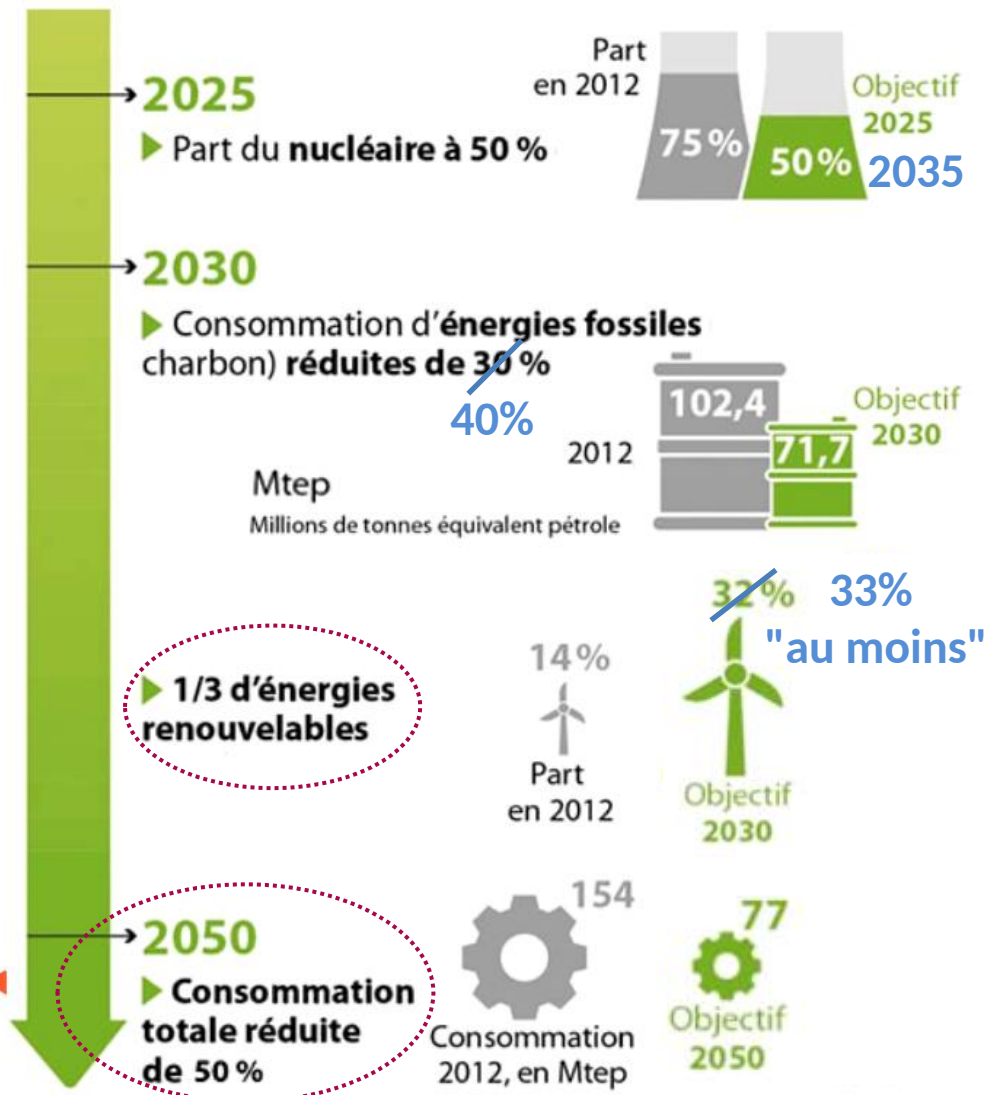 2025
Part du nucléaire à 50 %
Part
en 2012
75 %
50 %
Objectif
2025
2035
2030
Consommation d’énergies fossiles
charbon) réduites de 30 %
40%
102,4
2012
71,7
Objectif
2030
Mtep
Millions de tonnes équivalent pétrole
1/3 d’énergies
renouvelables
14 %
Part
en 2012
32 %
33%
"au moins"
Objectif
2030
2050
Consommation
totale réduite
de 50 %
154
Consommation
2012, en Mtep
77
Objectif
2050